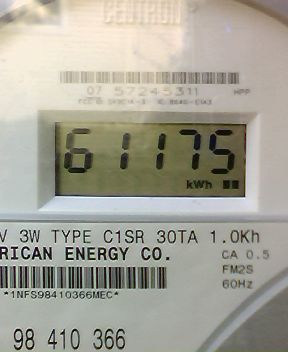 CENTRON
07 57245311 HPP
61175
kWh
V 3W TYPE C1SR 30TA 1.0Kh
RICAN ENERGY CO. CA 0.5
FM2S
*1NFS98410366MEC* 60Hz
98 410 366